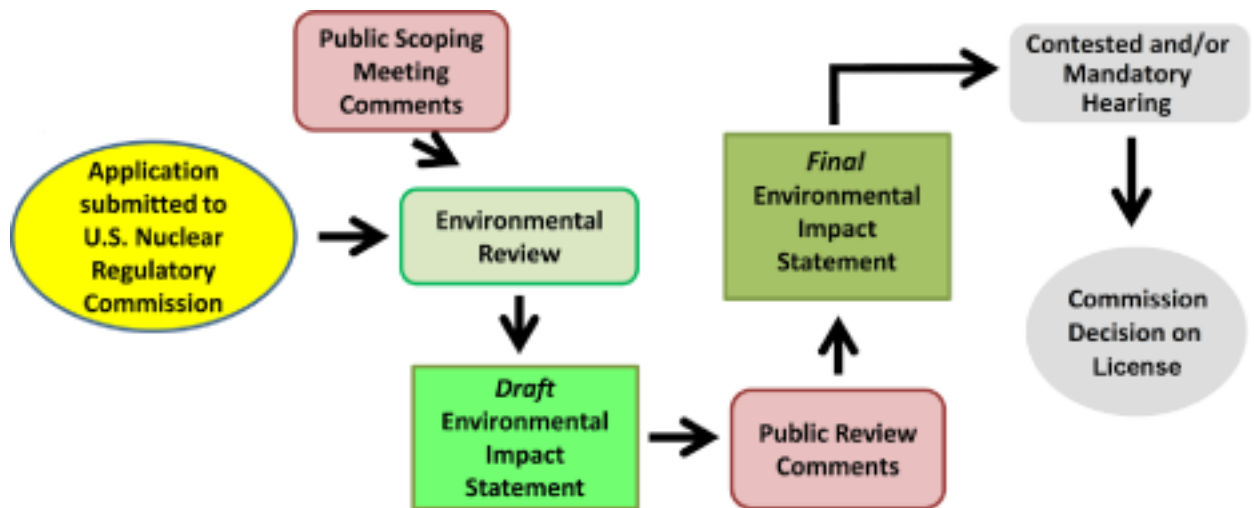 Public Scoping
Meeting
Comments
Application
submitted to
U.S. Nuclear
Regulatory
Commission
Environmental
Review
Draft
Environmental
Impact
Statement
Public Review
Comments
Final
Environmental
Impact
Statement
Contested and/or
Mandatory
Hearing
Commission
Decision on
License